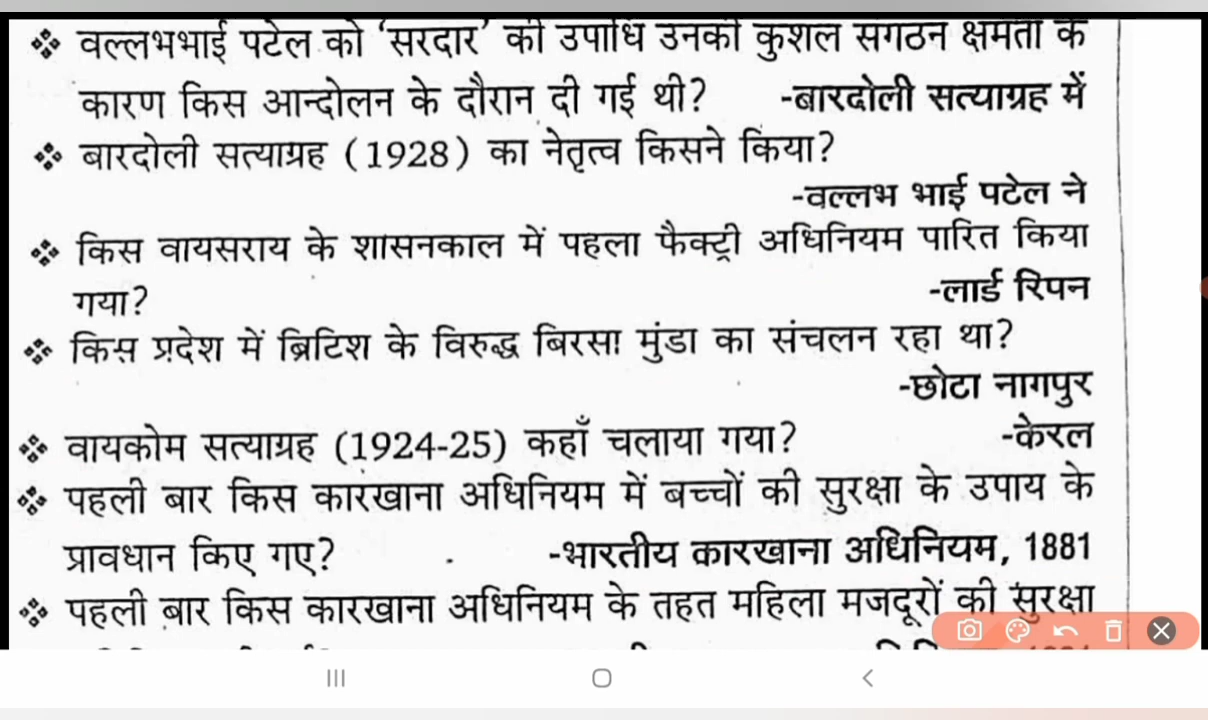 ❖ वल्लभभाई पटेल को ‘सरदार’ की उपाधि उनकी कुशल संगठन क्षमता के
कारण किस आन्दोलन के दौरान दी गई थी? -बारदोली सत्याग्रह में
❖ बारदोली सत्याग्रह (1928) का नेतृत्व किसने किया?
-वल्लभ भाई पटेल ने
❖ किस वायसराय के शासनकाल में पहला फैक्ट्री अधिनियम पारित किया
गया? -लार्ड रिपन
❖ किस प्रदेश में ब्रिटिश के विरुद्ध बिरसा मुंडा का संचलन रहा था?
-छोटा नागपुर
❖ वायकोम सत्याग्रह (1924-25) कहाँ चलाया गया? -केरल
❖ पहली बार किस कारखाना अधिनियम में बच्चों की सुरक्षा के उपाय के
प्रावधान किए गए? -भारतीय कारखाना अधिनियम, 1881
❖ पहली बार किस कारखाना अधिनियम के तहत महिला मजदूरों की सुरक्षा